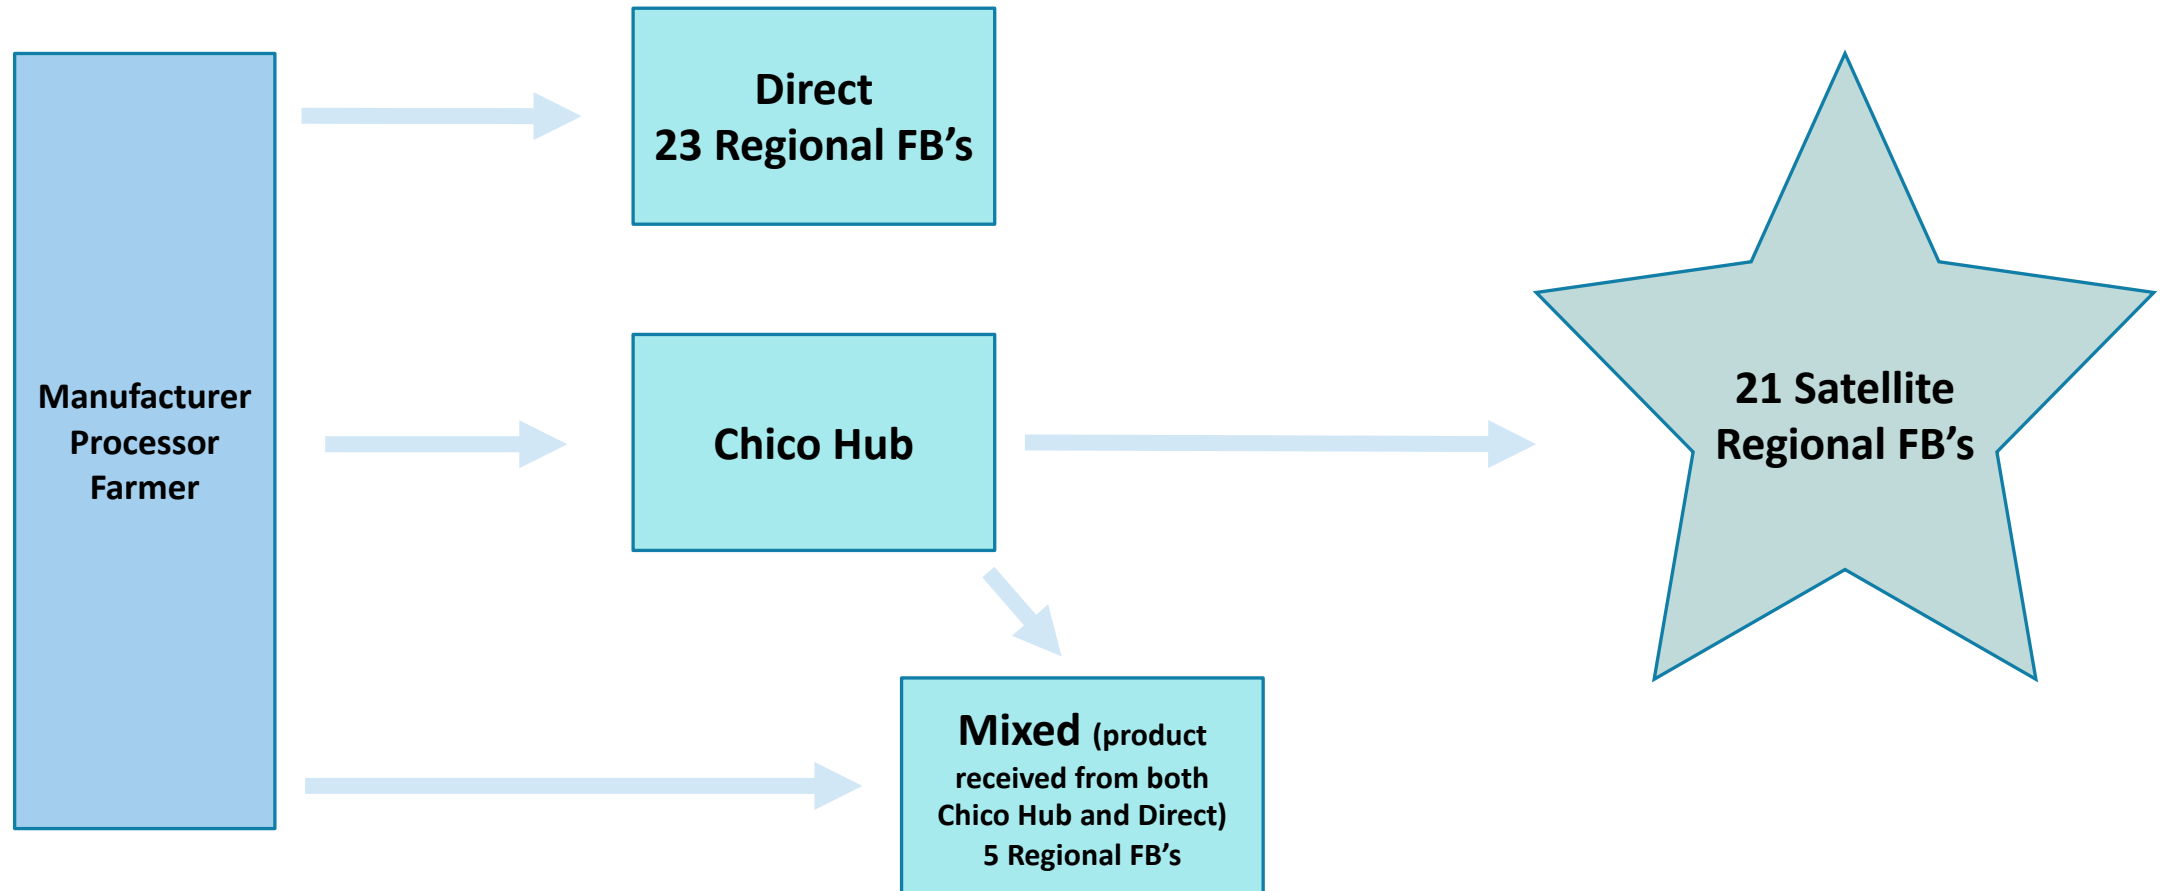 Manufacturer
Processor
Farmer
Direct
23 Regional FB’s
Chico Hub
21 Satellite
Regional FB’s
Mixed (product
received from both
Chico Hub and Direct)
5 Regional FB’s